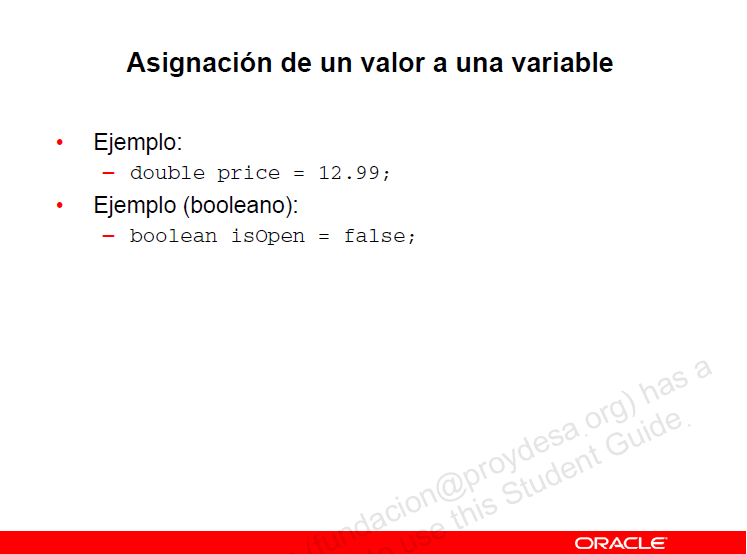 Asignación de un valor a una variable
• Ejemplo:
– double price = 12.99;
• Ejemplo (booleano):
– boolean isOpen = false;
(fundacion@proydesa.org) has a
use this Student Guide.
ORACLE